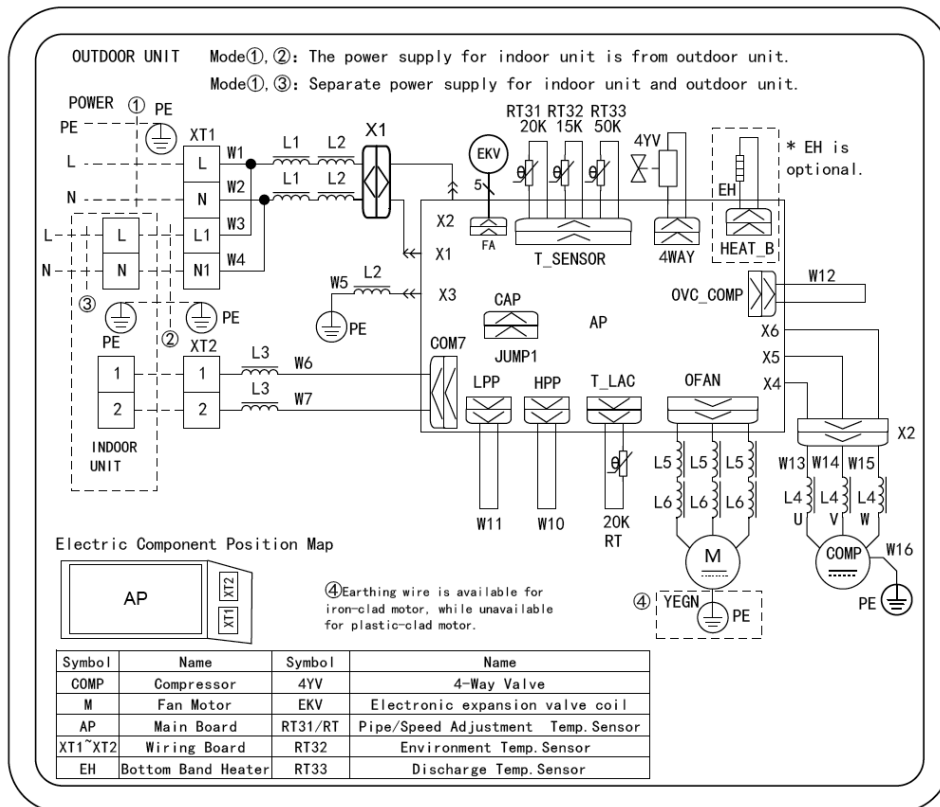 OUTDOOR UNIT
Mode①,②: The power supply for indoor unit is from outdoor unit.
Mode①,③: Separate power supply for indoor unit and outdoor unit.
POWER ① PE
PE
XT1
L L W1 L1 L2 X1
N N W2 L1 L2
L L L1 W3
N N N1 W4
③ ②
PE PE
XT2
1 1 L3 W6
2 2 L3 W7
INDOOR
UNIT
W5 L2
PE
EKV
5
FA
RT31 RT32 RT33
20K 15K 50K
θ θ θ
T_SENSOR
4YV
4WAY
EH
HEAT_B
* EH is
optional.
X2
X1
X3
CAP
JUMP1
AP
OVC_COMP
W12
X6
X5
X4
COM7
LPP
HPP
T_LAC
OFAN
W11
W10
θ
20K
RT
L5 L5 L5
L6 L6 L6
M
④ YEGN
PE
X2
W13 W14 W15
L4 L4 L4
U V W
COMP
W16
PE
Electric Component Position Map
AP
XT2
XT1
④Earthing wire is available for
iron-clad motor, while unavailable
for plastic-clad motor.
Symbol Name Symbol Name
COMP Compressor 4YV 4-Way Valve
M Fan Motor EKV Electronic expansion valve coil
AP Main Board RT31/RT Pipe/Speed Adjustment Temp.Sensor
XT1~XT2 Wiring Board RT32 Environment Temp.Sensor
EH Bottom Band Heater RT33 Discharge Temp.Sensor